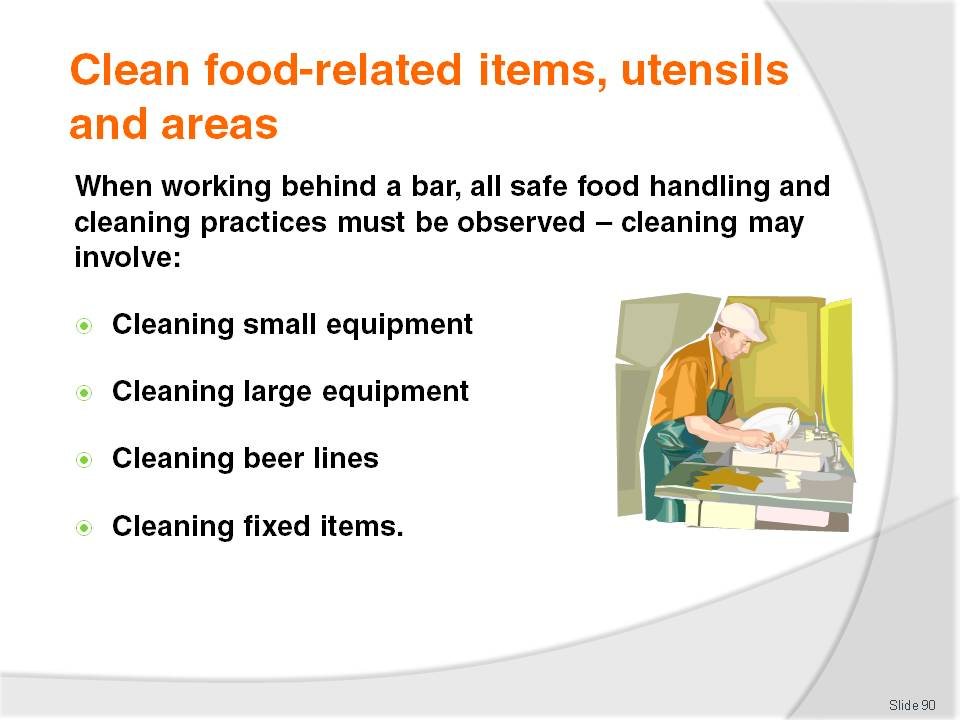 Clean food-related items, utensils
and areas
When working behind a bar, all safe food handling and
cleaning practices must be observed – cleaning may
involve:
Cleaning small equipment
Cleaning large equipment
Cleaning beer lines
Cleaning fixed items.
Slide 90